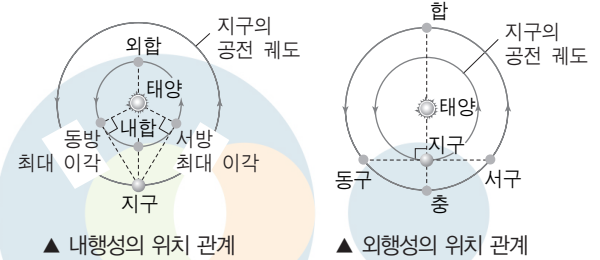 지구의
공전 궤도
외합
태양
내합
동방
최대 이각
서방
최대 이각
지구
▲ 내행성의 위치 관계
합
지구의
공전 궤도
태양
지구
동구
서구
충
▲ 외행성의 위치 관계